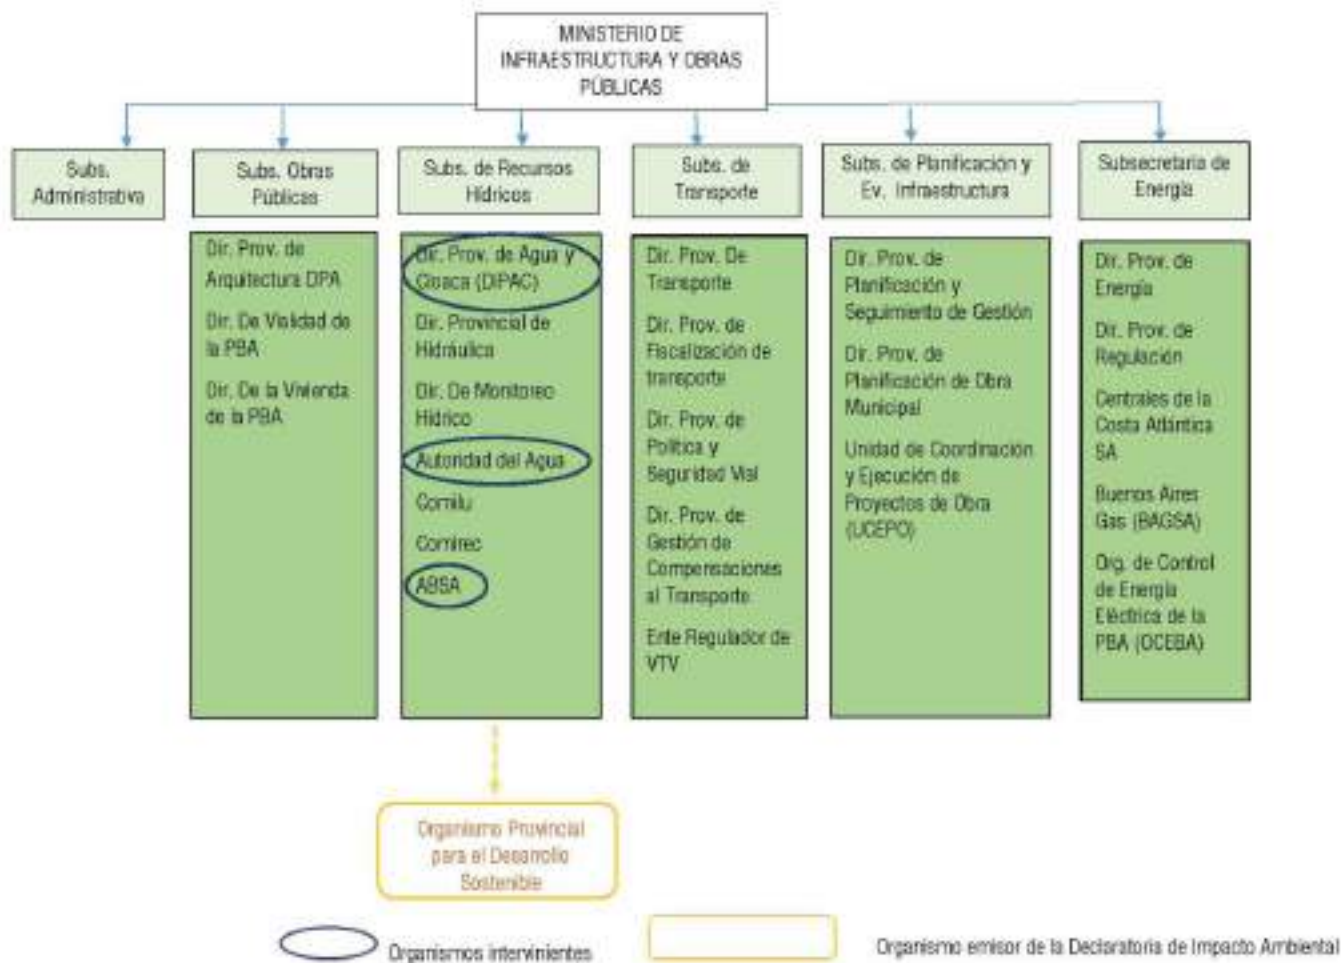 MINISTERIO DE
INFRAESTRUCTURA Y OBRAS
PÚBLICAS
Subs.
Administrativa
Subs. Obras
Públicas
Subs. de Recursos
Hídricos
Subs. de
Transporte
Subs. de Planificación y
Ev. Infraestructura
Subsecretaria de
Energía
Dir. Prov. de
Arquitectura DPA
Dir. De Vialidad de
la PBA
Dir. De la Vivienda
de la PBA
Dir. Prov. de Agua y
Cloaca (DIPAC)
Dir. Provincial de
Hidráulica
Dir. De Monitoreo
Hídrico
Autoridad del Agua
Comilu
Comirec
ABSA
Dir. Prov. De
Transporte
Dir. Prov. de
Fiscalización de
transporte
Dir. Prov. de
Política y
Seguridad Vial
Dir. Prov. de
Gestión de
Compensaciones
al Transporte
Ente Regulador de
VTV
Dir. Prov. de
Planificación y
Seguimiento de Gestión
Dir. Prov. de
Planificación de Obra
Municipal
Unidad de Coordinación
y Ejecución de
Proyectos de Obra
(UCEPO)
Dir. Prov. de
Energía
Dir. Prov. de
Regulación
Centrales de la
Costa Atlántica
SA
Buenos Aires
Gas (BAGSA)
Org. de Control
de Energía
Eléctrica de la
PBA (OCEBA)
Organismo Provincial
para el Desarrollo
Sostenible
Organismos intervinientes
Organismo emisor de la Declaratoria de Impacto Ambiental